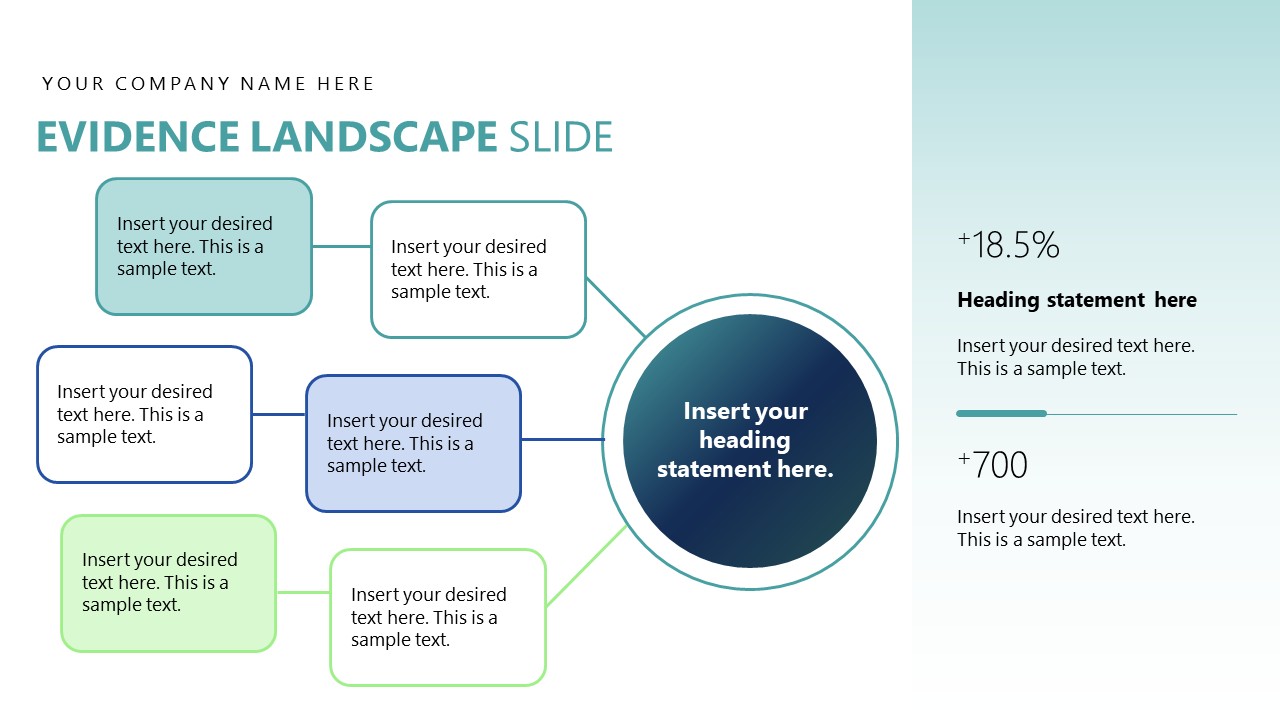 YOUR COMPANY NAME HERE
EVIDENCE LANDSCAPE SLIDE
Insert your desired
text here. This is a
sample text.
Insert your desired
text here. This is a
sample text.
Insert your desired
text here. This is a
sample text.
Insert your desired
text here. This is a
sample text.
Insert your desired
text here. This is a
sample text.
Insert your desired
text here. This is a
sample text.
Insert your
heading
statement here.
+18.5%
Heading statement here
Insert your desired text here.
This is a sample text.
+700
Insert your desired text here.
This is a sample text.